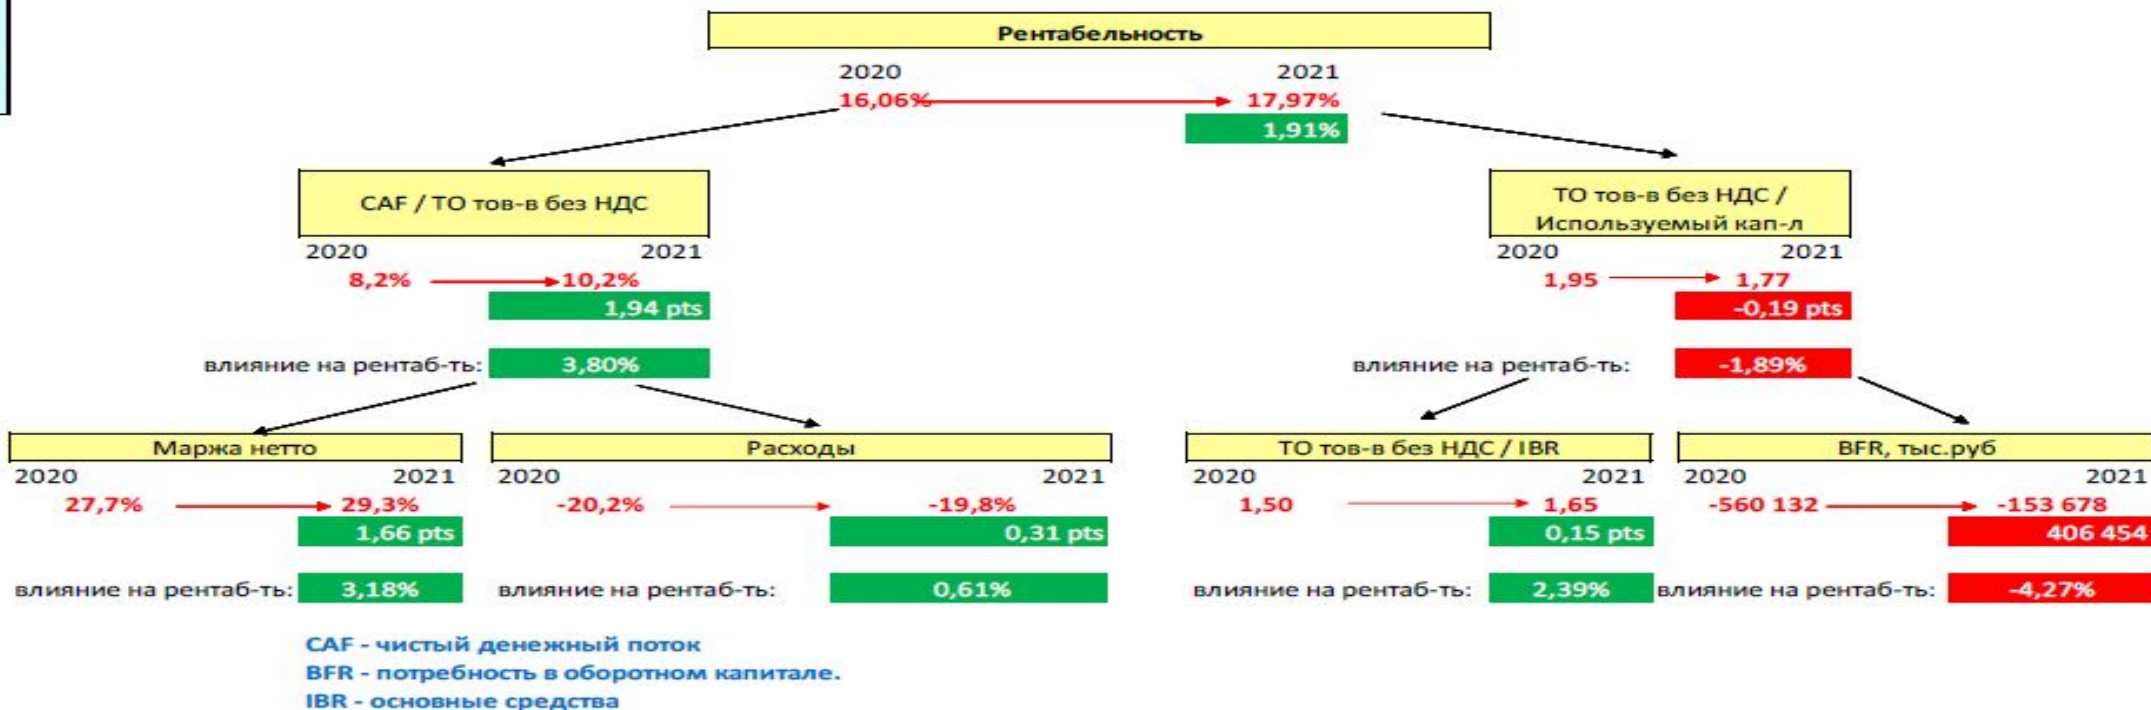 Рентабельность
2020 2021
16,06% 17,97%
1,91%
CAF / ТО тов-в без НДС
2020 2021
8,2% 10,2%
1,94 pts
влияние на рентаб-ть: 3,80%
ТО тов-в без НДС /
Используемый кап-л
2020 2021
1,95 1,77
-0,19 pts
влияние на рентаб-ть: -1,89%
Маржа нетто
2020 2021
27,7% 29,3%
1,66 pts
влияние на рентаб-ть: 3,18%
Расходы
2020 2021
-20,2% -19,8%
0,31 pts
влияние на рентаб-ть: 0,61%
ТО тов-в без НДС / IBR
2020 2021
1,50 1,65
0,15 pts
влияние на рентаб-ть: 2,39%
BFR, тыс.руб
2020 2021
-560 132 -153 678
406 454
влияние на рентаб-ть: -4,27%
CAF - чистый денежный поток
BFR - потребность в оборотном капитале.
IBR - основные средства